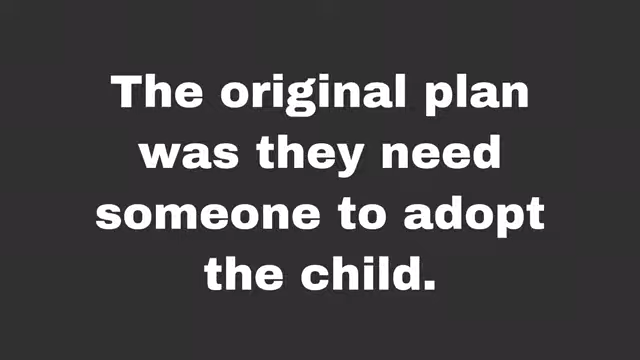 The original plan
was they need
someone to adopt
the child.